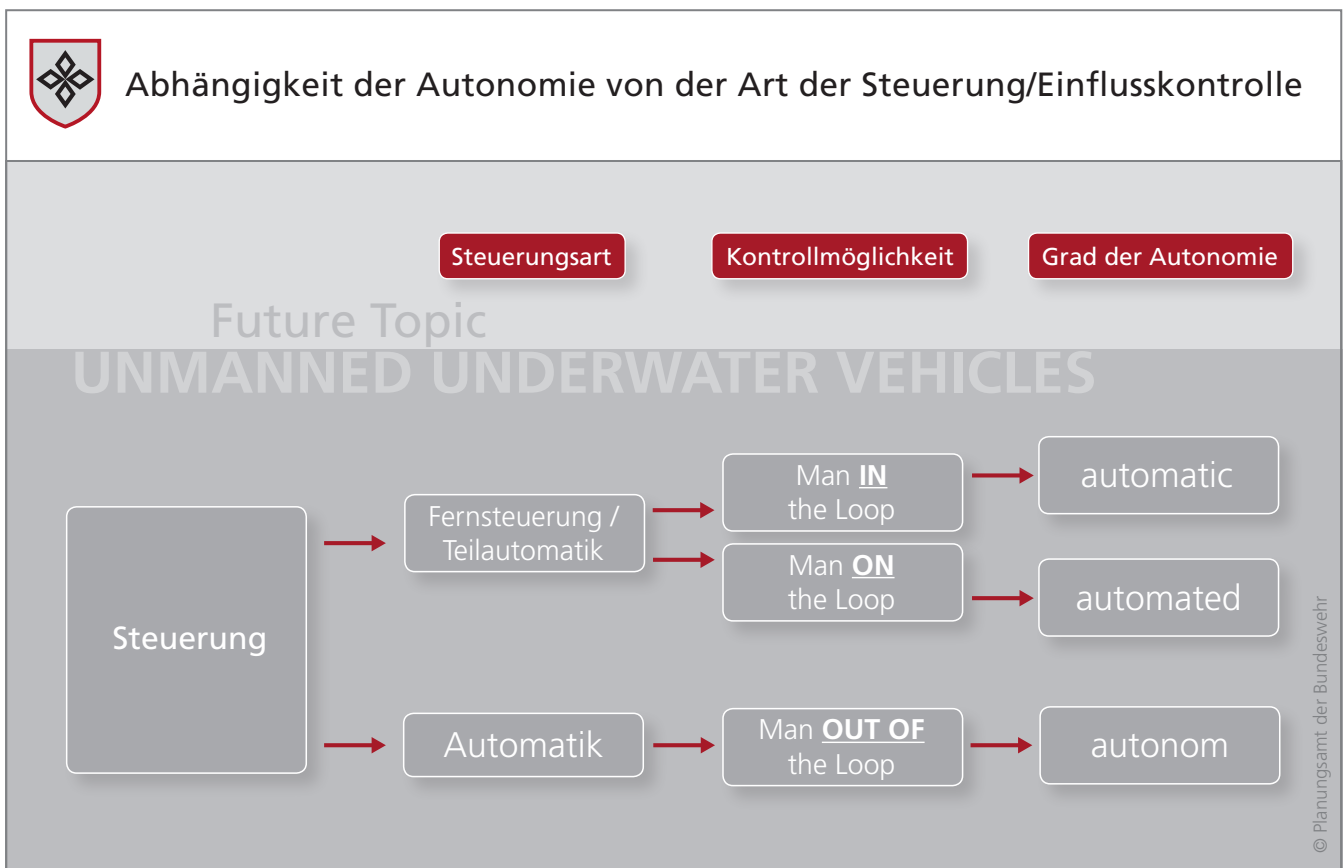 Abhängigkeit der Autonomie von der Art der Steuerung/Einflusskontrolle
Steuerungsart
Kontrollmöglichkeit
Grad der Autonomie
Future Topic
UNMANNED UNDERWATER VEHICLES
Steuerung
Fernsteuerung /
Teilautomatik
Man IN
the Loop
automatic
Man ON
the Loop
automated
Automatik
Man OUT OF
the Loop
autonom
© Planungsamt der Bundeswehr